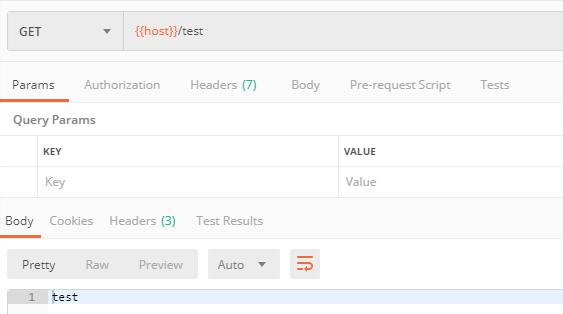 GET {{host}}/test
Params Authorization Headers (7) Body Pre-request Script Tests
Query Params
KEY VALUE
Key Value
Body Cookies Headers (3) Test Results
Pretty Raw Preview Auto
1 test